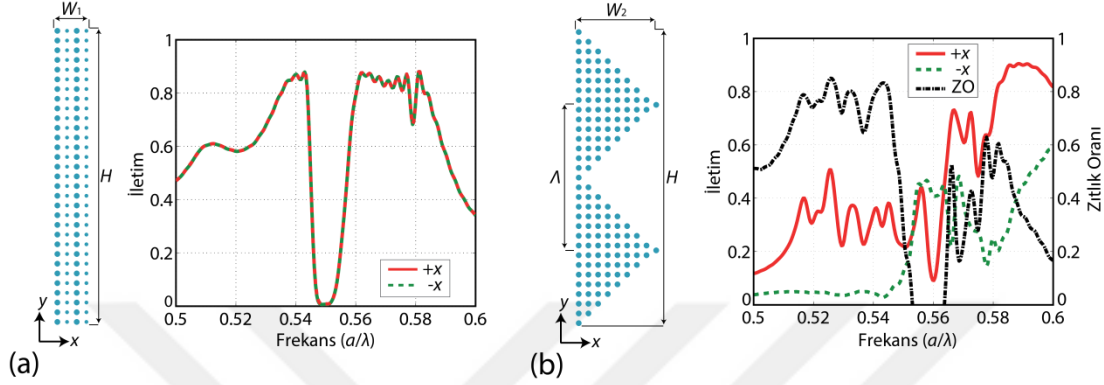 W₁
H
y
x
(a)
İletim
1
0.8
0.6
0.4
0.2
0
0.5 0.52 0.54 0.56 0.58 0.6
Frekans (a/λ)
+x
-x
W₂
Λ
H
y
x
(b)
İletim
1
0.8
0.6
0.4
0.2
0
0.5 0.52 0.54 0.56 0.58 0.6
Frekans (a/λ)
+x
-x
ZO
1
0.8
0.6
0.4
0.2
0
Zıtlık Oranı